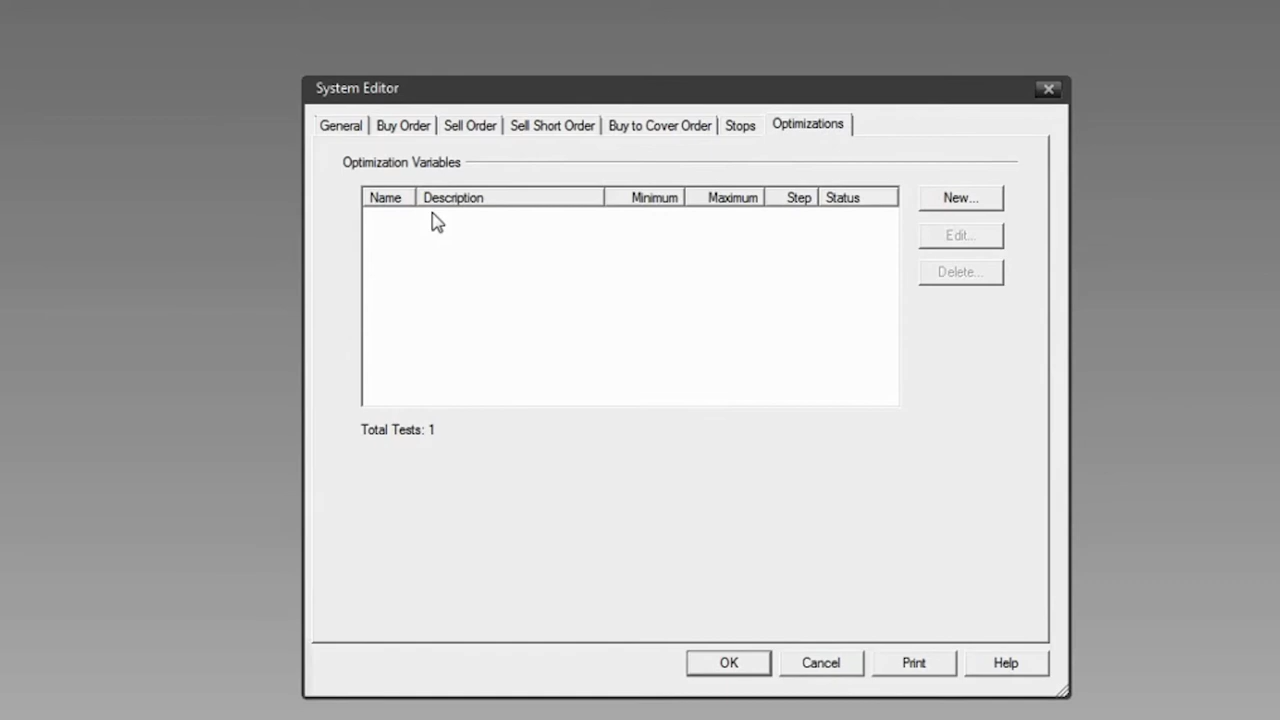 System Editor
General Buy Order Sell Order Sell Short Order Buy to Cover Order Stops Optimizations
Optimization Variables
Name Description Minimum Maximum Step Status
New...
Edit...
Delete...
Total Tests: 1
OK Cancel Print Help